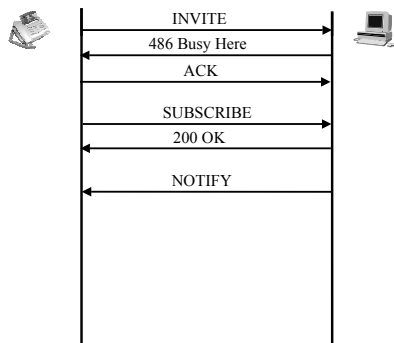 INVITE
486 Busy Here
ACK
SUBSCRIBE
200 OK
NOTIFY